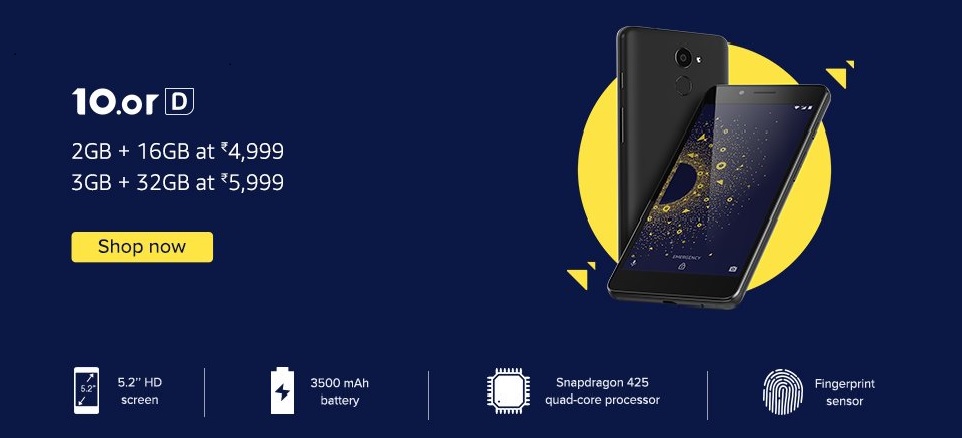 10.or D
2GB + 16GB at ₹4,999
3GB + 32GB at ₹5,999
Shop now
EMERGENCY
5.2"
5.2’’ HD
screen
3500 mAh
battery
Snapdragon 425
quad-core processor
Fingerprint
sensor